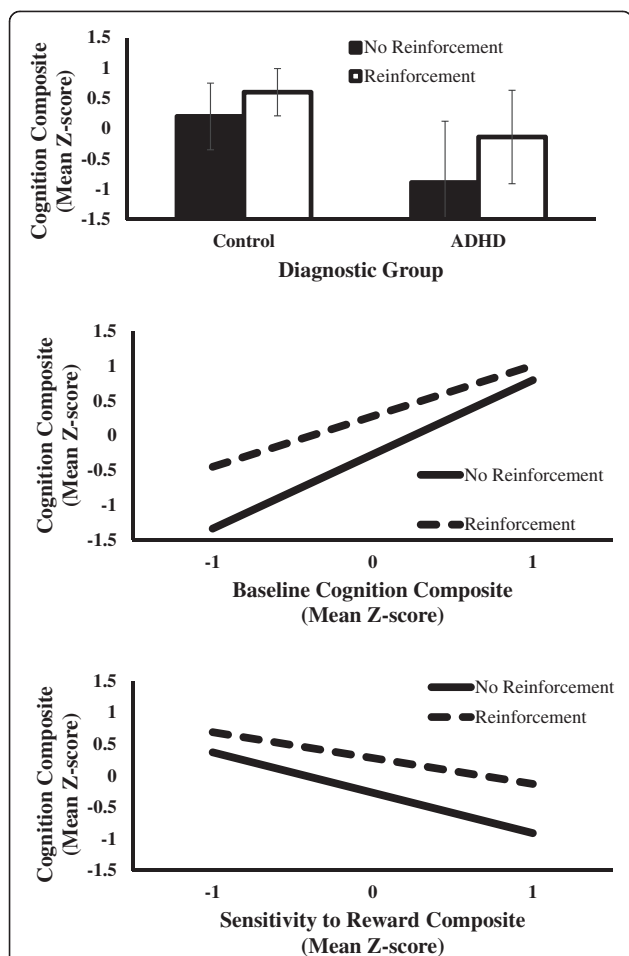 Cognition Composite
(Mean Z-score)
1.5
1
0.5
0
-0.5
-1
-1.5
No Reinforcement
Reinforcement
Control ADHD
Diagnostic Group
Cognition Composite
(Mean Z-score)
1.5
1
0.5
0
-0.5
-1
-1.5
No Reinforcement
Reinforcement
-1 0 1
Baseline Cognition Composite
(Mean Z-score)
Cognition Composite
(Mean Z-score)
1.5
1
0.5
0
-0.5
-1
-1.5
No Reinforcement
Reinforcement
-1 0 1
Sensitivity to Reward Composite
(Mean Z-score)